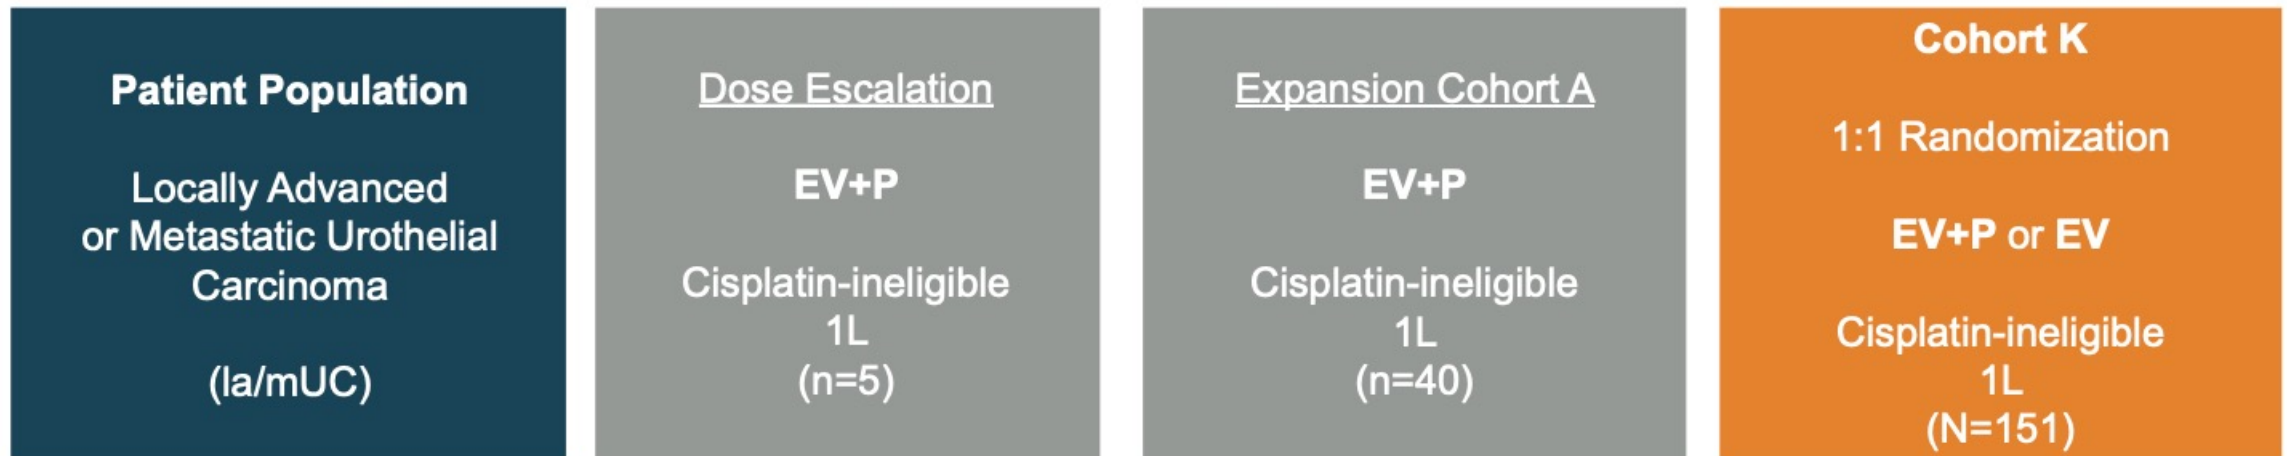 Patient Population
Locally Advanced
or Metastatic Urothelial
Carcinoma
(la/mUC)
Dose Escalation
EV+P
Cisplatin-ineligible
1L
(n=5)
Expansion Cohort A
EV+P
Cisplatin-ineligible
1L
(n=40)
Cohort K
1:1 Randomization
EV+P or EV
Cisplatin-ineligible
1L
(N=151)